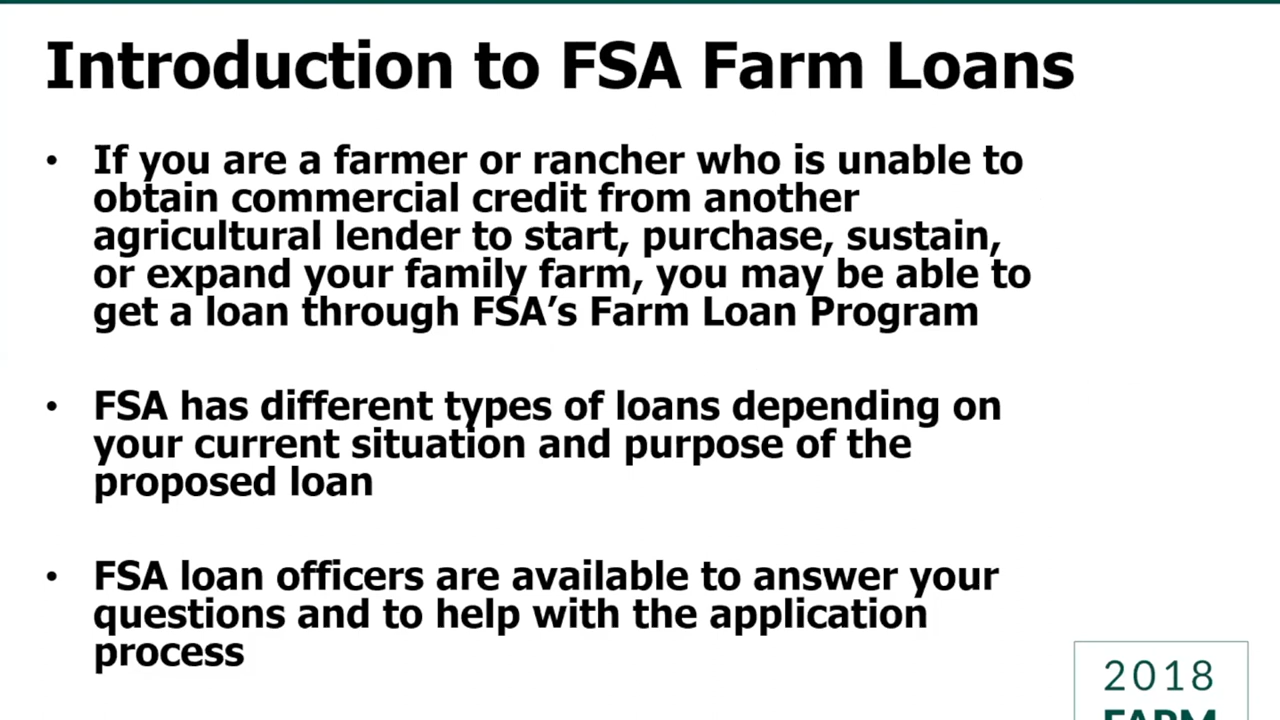 Introduction to FSA Farm Loans
• If you are a farmer or rancher who is unable to
obtain commercial credit from another
agricultural lender to start, purchase, sustain,
or expand your family farm, you may be able to
get a loan through FSA’s Farm Loan Program
• FSA has different types of loans depending on
your current situation and purpose of the
proposed loan
• FSA loan officers are available to answer your
questions and to help with the application
process
2018
FARM